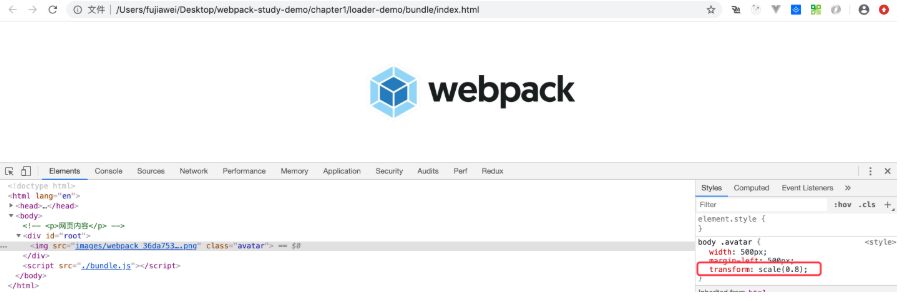 文件 /Users/fujiawei/Desktop/webpack-study-demo/chapter1/loader-demo/bundle/index.html
webpack
Elements Console Sources Network Performance Memory Application Security Audits Perf Redux
<!doctype html>
<html lang="en">
<head>…</head>
<body>
<!-- <p>网页内容</p> -->
<div id="root">
<img src="images/webpack_36da753….png" class="avatar"> == $0
</div>
<script src="./bundle.js"></script>
</body>
</html>
Styles Computed Event Listeners »
Filter :hov .cls +
element.style {
}
body .avatar { <style>
width: 500px;
margin-left: 500px;
transform: scale(0.8);
}
Inherited from